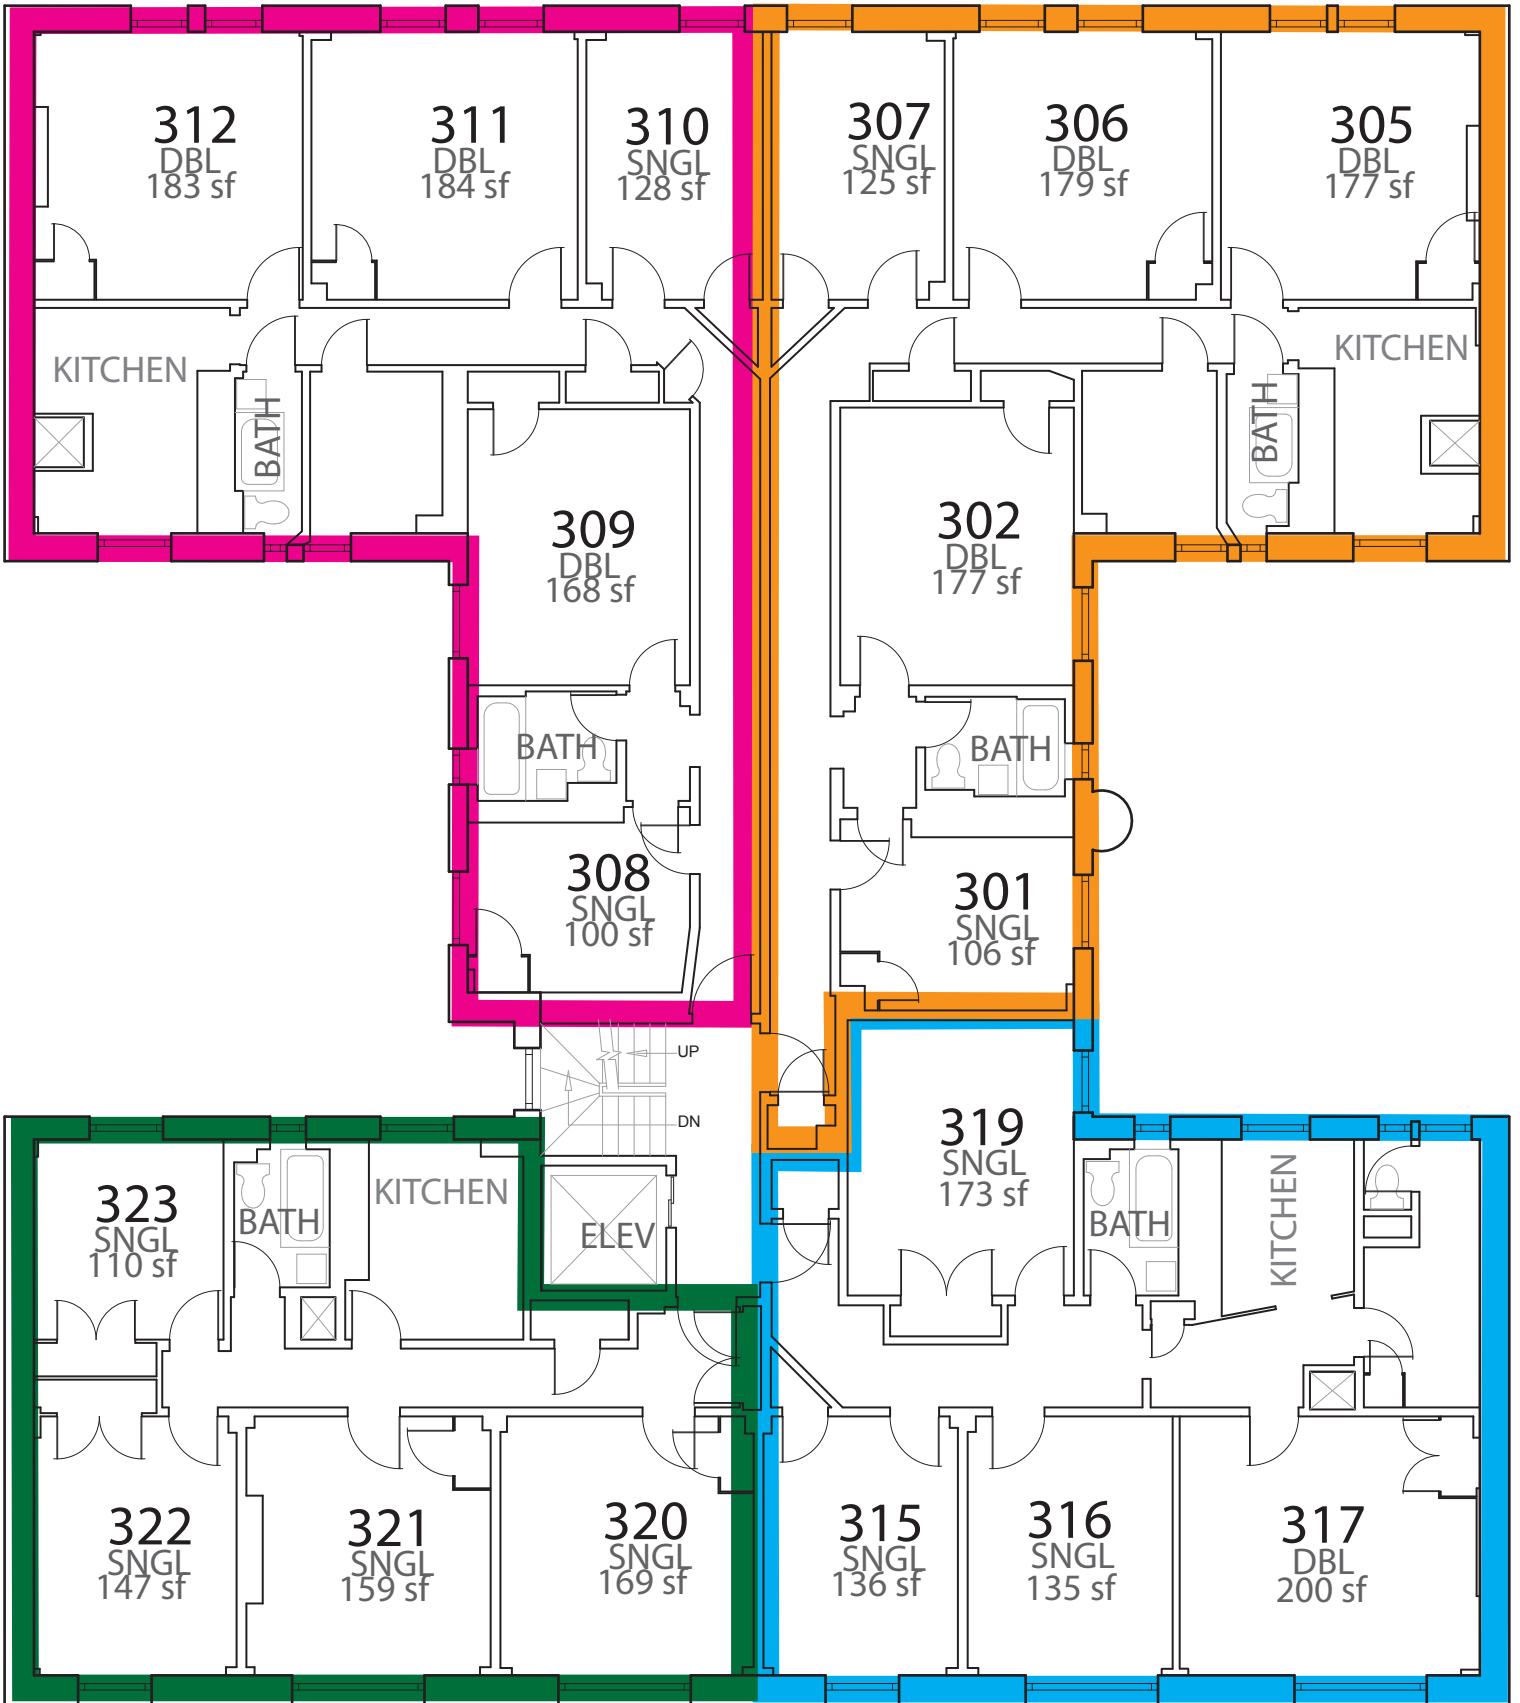 312
DBL
183 sf
311
DBL
184 sf
310
SNGL
128 sf
307
SNGL
125 sf
306
DBL
179 sf
305
DBL
177 sf
KITCHEN
BATH
KITCHEN
BATH
309
DBL
168 sf
302
DBL
177 sf
BATH
BATH
308
SNGL
100 sf
301
SNGL
106 sf
UP
DN
319
SNGL
173 sf
323
SNGL
110 sf
BATH
KITCHEN
ELEV
BATH
KITCHEN
322
SNGL
147 sf
321
SNGL
159 sf
320
SNGL
169 sf
315
SNGL
136 sf
316
SNGL
135 sf
317
DBL
200 sf